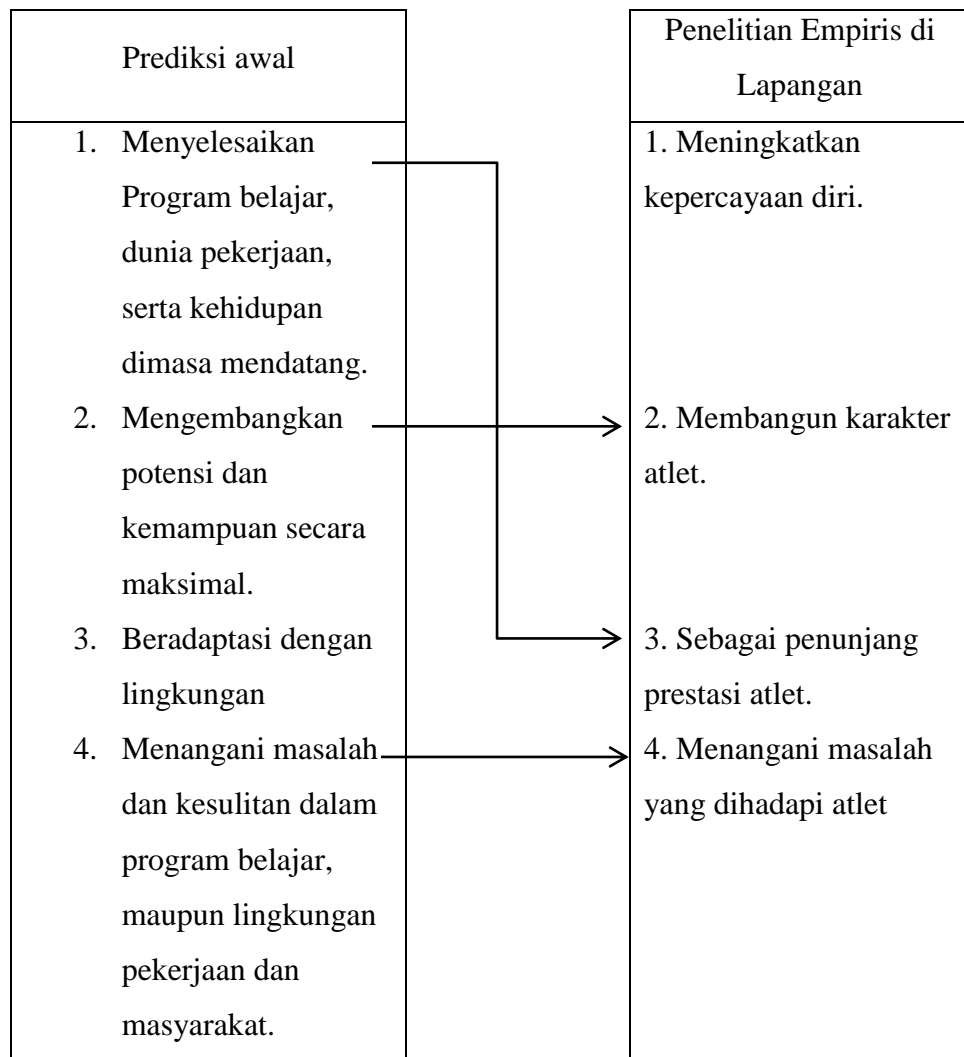 Prediksi awal
1. Menyelesaikan
Program belajar,
dunia pekerjaan,
serta kehidupan
dimasa mendatang.
2. Mengembangkan
potensi dan
kemampuan secara
maksimal.
3. Beradaptasi dengan
lingkungan
4. Menangani masalah
dan kesulitan dalam
program belajar,
maupun lingkungan
pekerjaan dan
masyarakat.
Penelitian Empiris di
Lapangan
1. Meningkatkan
kepercayaan diri.
2. Membangun karakter
atlet.
3. Sebagai penunjang
prestasi atlet.
4. Menangani masalah
yang dihadapi atlet